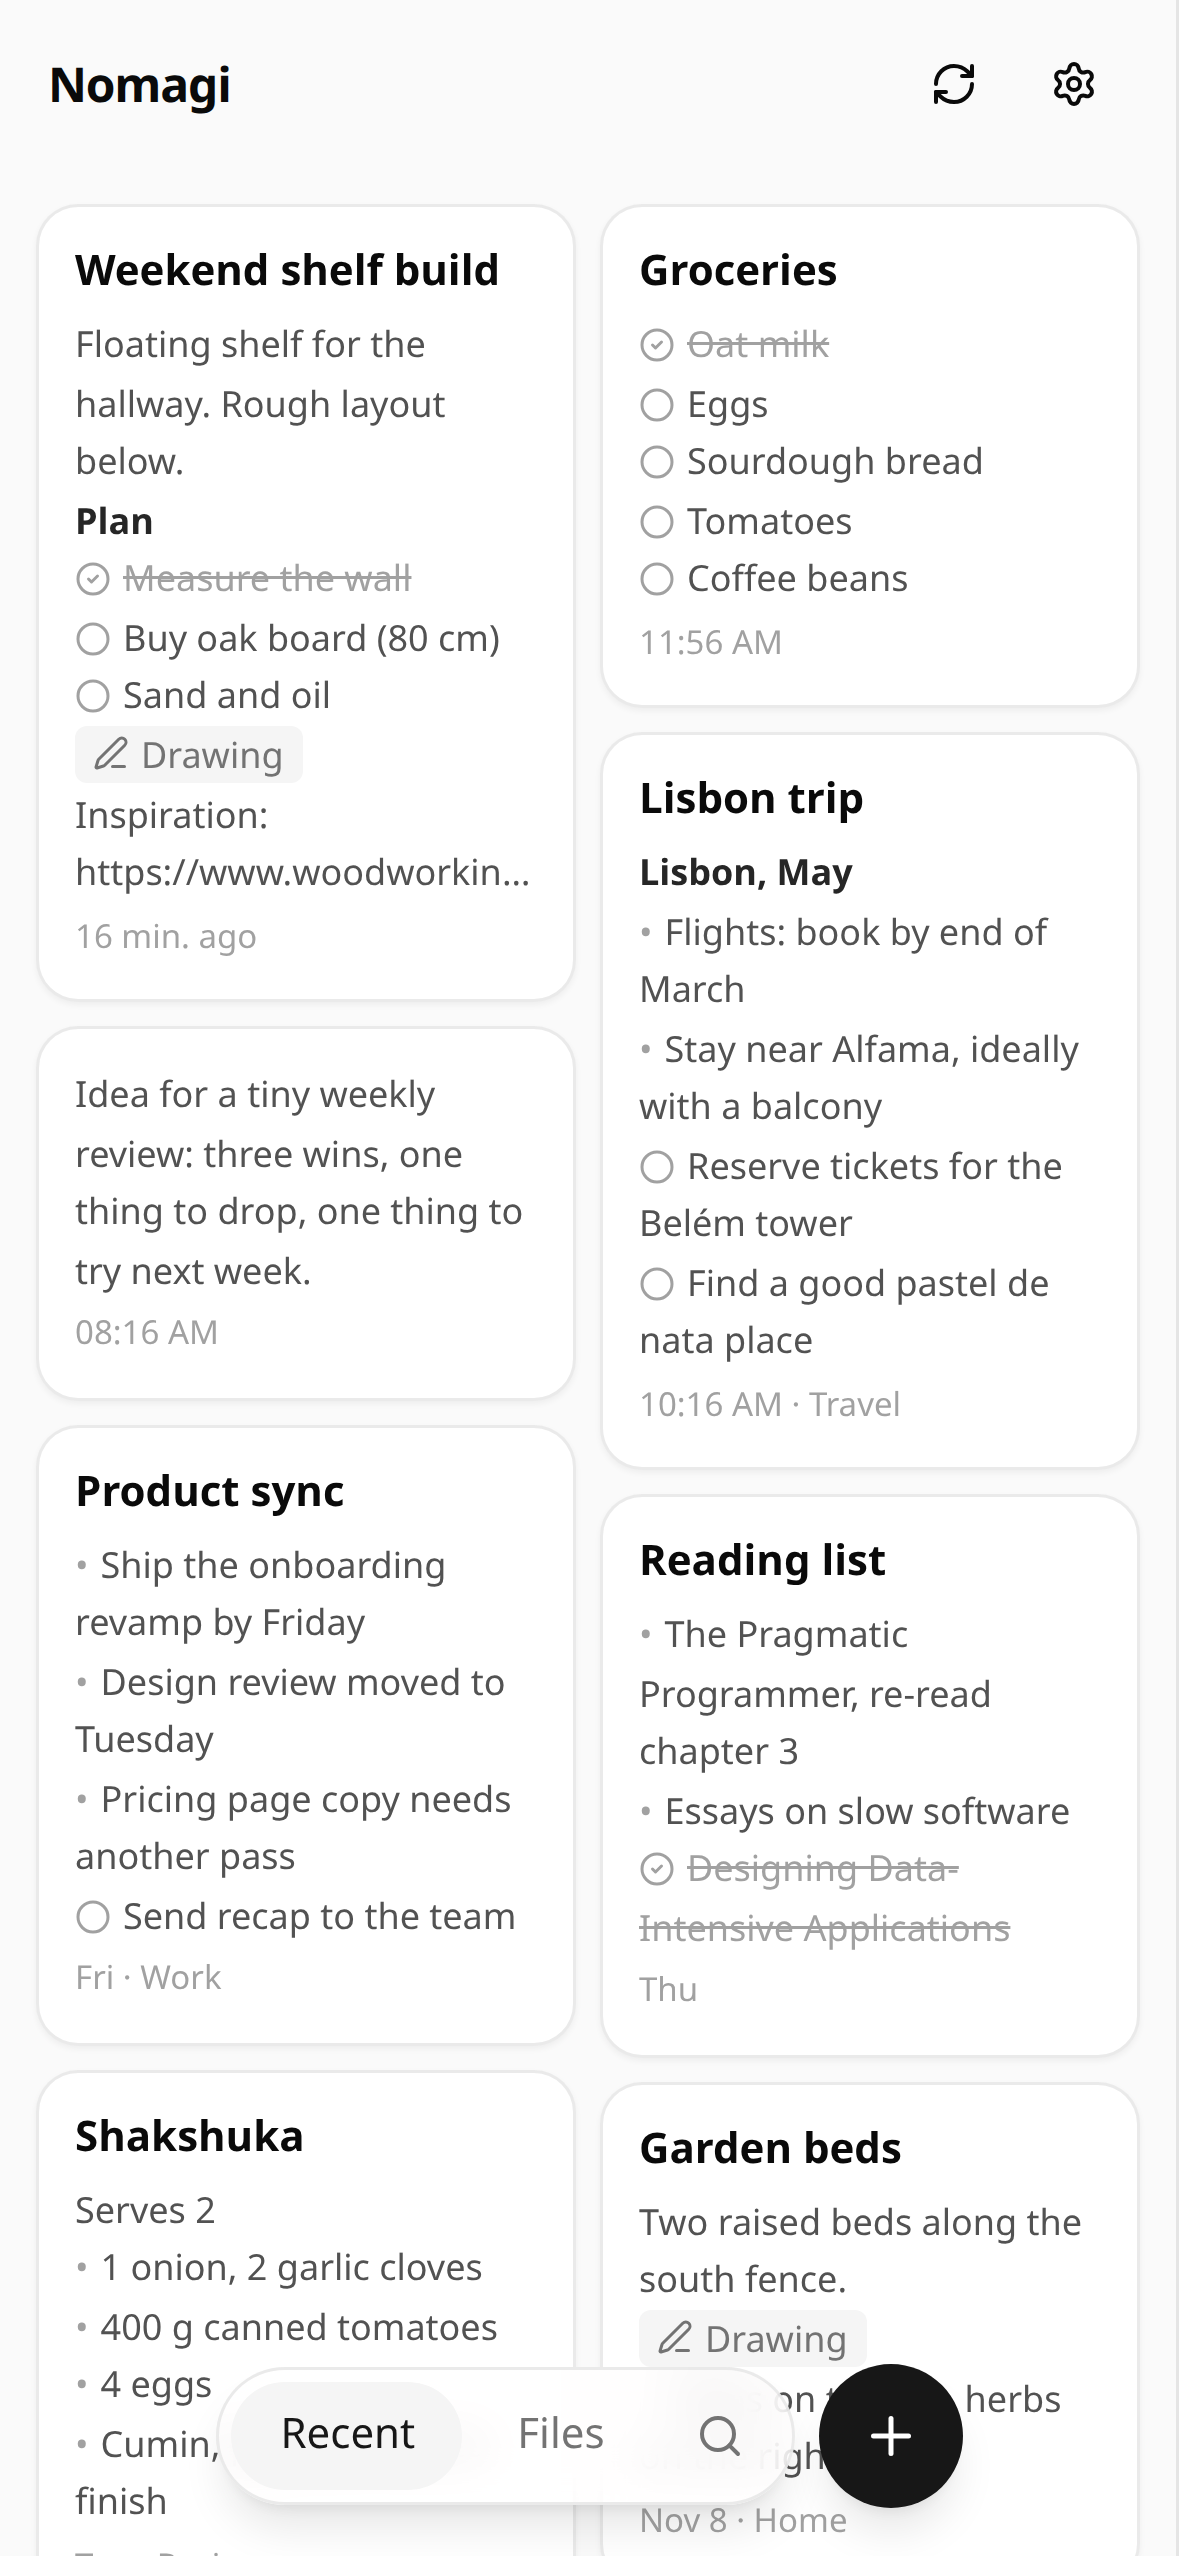 Nomagi
Weekend shelf build
Floating shelf for the
hallway. Rough layout
below.
Plan
Measure the wall
Buy oak board (80 cm)
Sand and oil
Drawing
Inspiration:
https://www.woodworkin...
16 min. ago
Idea for a tiny weekly
review: three wins, one
thing to drop, one thing to
try next week.
08:16 AM
Product sync
• Ship the onboarding
revamp by Friday
• Design review moved to
Tuesday
• Pricing page copy needs
another pass
Send recap to the team
Fri · Work
Shakshuka
Serves 2
• 1 onion, 2 garlic cloves
• 400 g canned tomatoes
• 4 eggs
• Cumin,
finish
Groceries
Oat milk
Eggs
Sourdough bread
Tomatoes
Coffee beans
11:56 AM
Lisbon trip
Lisbon, May
• Flights: book by end of
March
• Stay near Alfama, ideally
with a balcony
Reserve tickets for the
Belém tower
Find a good pastel de
nata place
10:16 AM · Travel
Reading list
• The Pragmatic
Programmer, re-read
chapter 3
• Essays on slow software
Designing Data-
Intensive Applications
Thu
Garden beds
Two raised beds along the
south fence.
Drawing
on herbs
Nov 8 · Home
Recent
Files